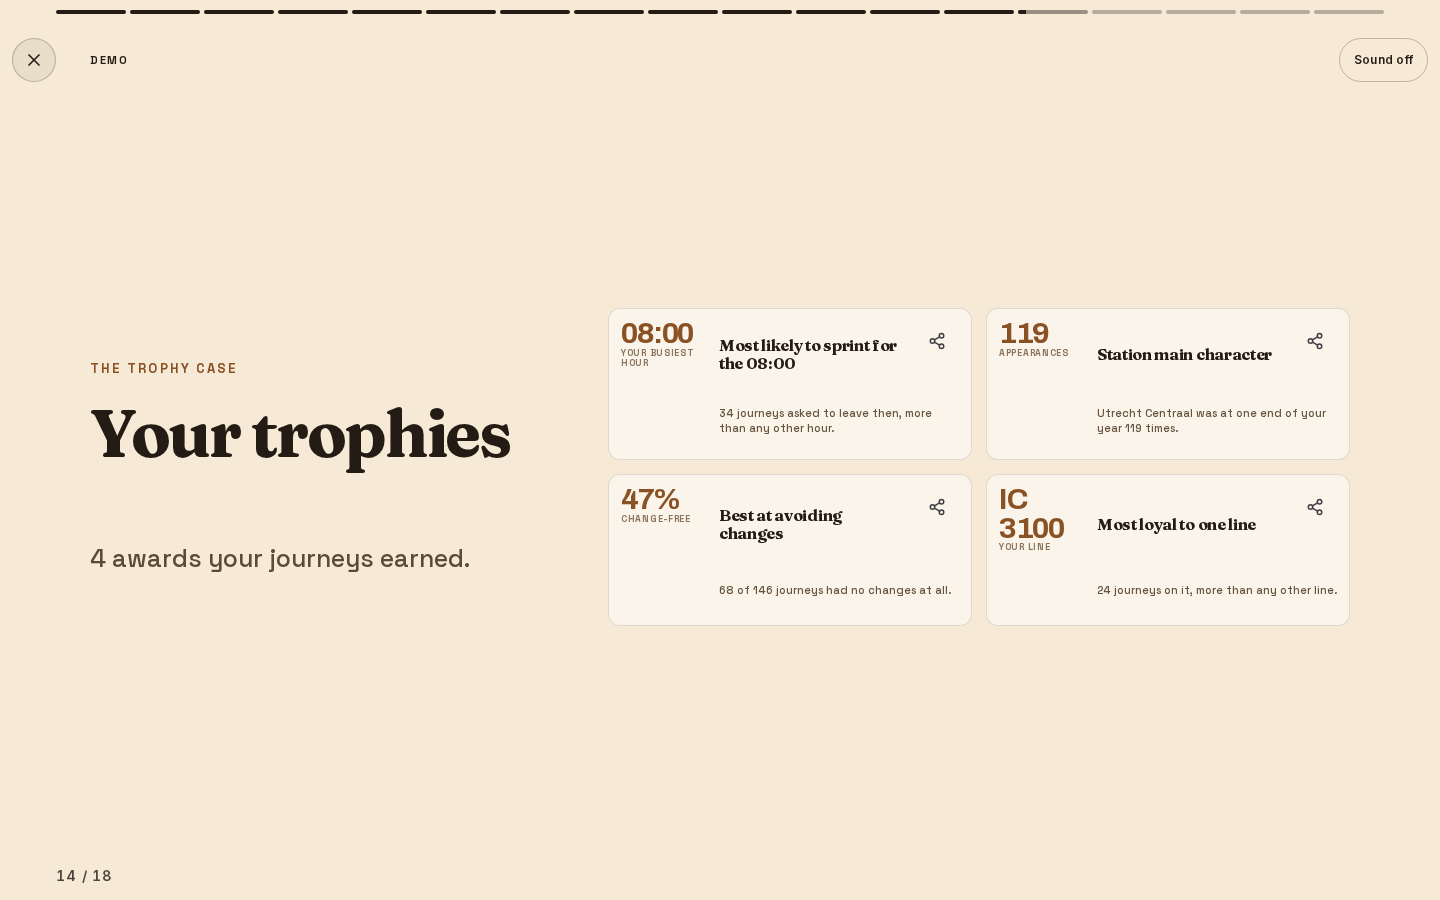 DEMO
Sound off
THE TROPHY CASE
Your trophies
4 awards your journeys earned.
08:00
YOUR BUSIEST
HOUR
Most likely to sprint for
the 08:00
34 journeys asked to leave then, more
than any other hour.
119
APPEARANCES
Station main character
Utrecht Centraal was at one end of your
year 119 times.
47%
CHANGE-FREE
Best at avoiding
changes
68 of 146 journeys had no changes at all.
IC
3100
YOUR LINE
Most loyal to one line
24 journeys on it, more than any other line.
14 / 18